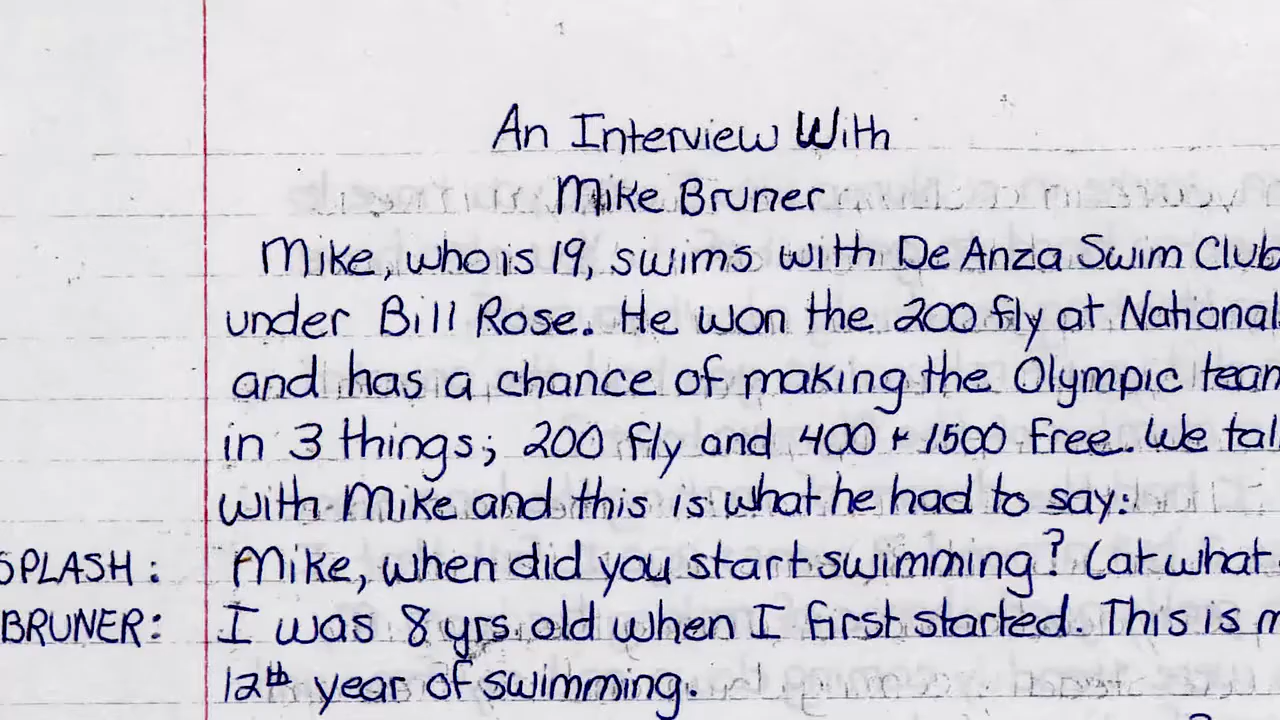 An Interview With
Mike Bruner
Mike, who is 19, swims with De Anza Swim Club
under Bill Rose. He won the 200 fly at National
and has a chance of making the Olympic team
in 3 things; 200 fly and 400 + 1500 Free. We
with Mike and this is what he had to say:
SPLASH: Mike, when did you start swimming? (at what
BRUNER: I was 8 yrs. old when I first started. This is
12th year of swimming.